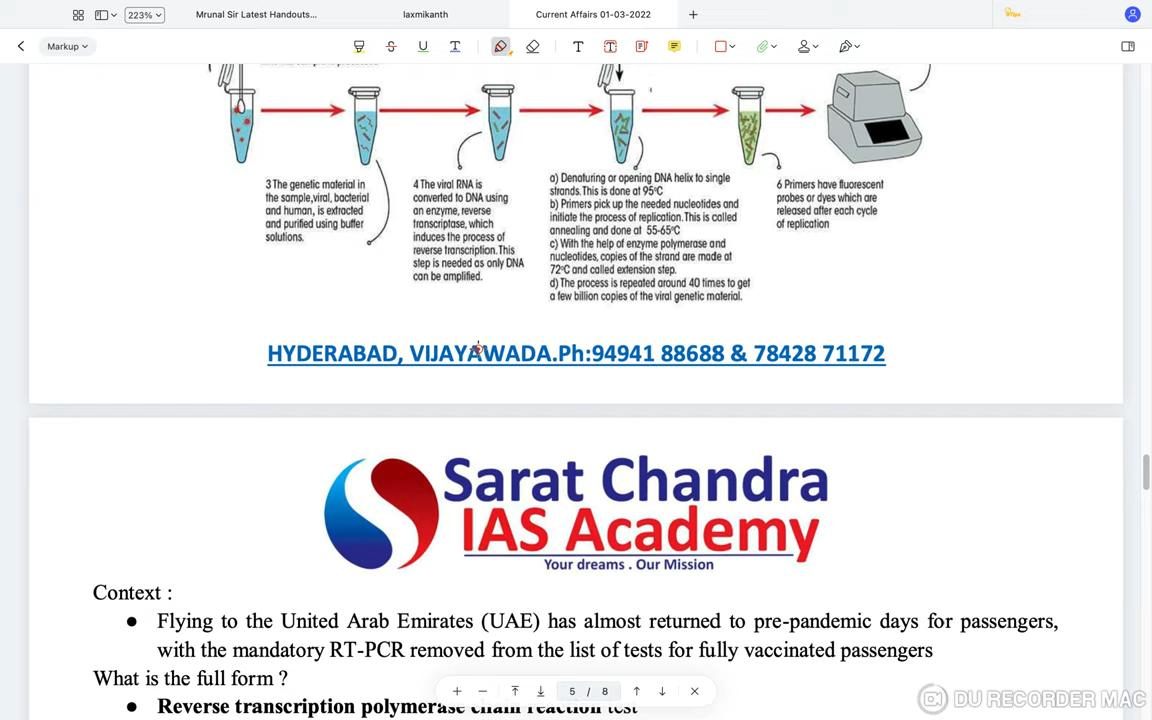 223%
Mrunal Sir Latest Handouts...
laxmikanth
Current Affairs 01-03-2022
Markup
3 The genetic material in
the sample,viral, bacterial
and human, is extracted
and purified using buffer
solutions.
4 The viral RNA is
converted to DNA using
an enzyme, reverse
transcriptase, which
induces the process of
reverse transcription.This
step is needed as only DNA
can be amplified.
a) Denaturing or opening DNA helix to single
strands.This is done at 95ºC
b) Primers pick up the needed nucleotides and
initiate the process of replication.This is called
annealing and done at 55-65ºC
c) With the help of enzyme polymerase and
nucleotides, copies of the strand are made at
72ºC and called extension step.
d) The process is repeated around 40 times to get
a few billion copies of the viral genetic material.
6 Primers have fluorescent
probes or dyes which are
released after each cycle
of replication
HYDERABAD, VIJAYAWADA.Ph:94941 88688 & 78428 71172
Sarat Chandra
IAS Academy
Your dreams . Our Mission
Context :
● Flying to the United Arab Emirates (UAE) has almost returned to pre-pandemic days for passengers,
with the mandatory RT-PCR removed from the list of tests for fully vaccinated passengers
What is the full form ?
● Reverse transcription polymerase chain reaction test
5 / 8
DU RECORDER MAC